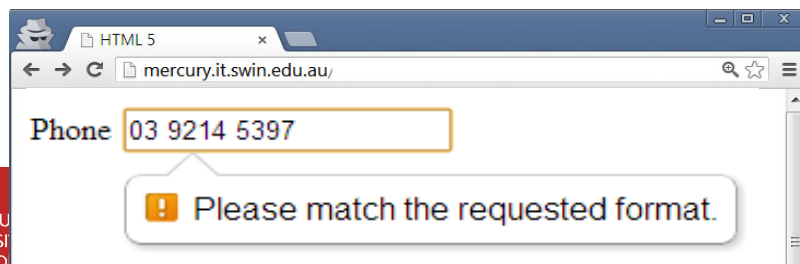 HTML 5
mercury.it.swin.edu.au/
Phone 03 9214 5397
Please match the requested format.